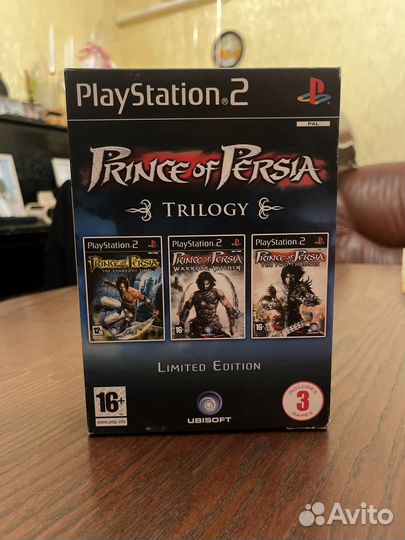 PlayStation®2
PAL
PRINCE OF PERSIA
TRILOGY
PlayStation®2
PRINCE OF PERSIA
THE SANDS OF TIME
12+
PlayStation®2
PRINCE OF PERSIA
WARRIOR WITHIN
16+
PlayStation®2
PRINCE OF PERSIA
THE TWO THRONES
16+
LIMITED EDITION
16+
www.pegi.info
UBISOFT
INCLUDES
3
GAMES
Avito